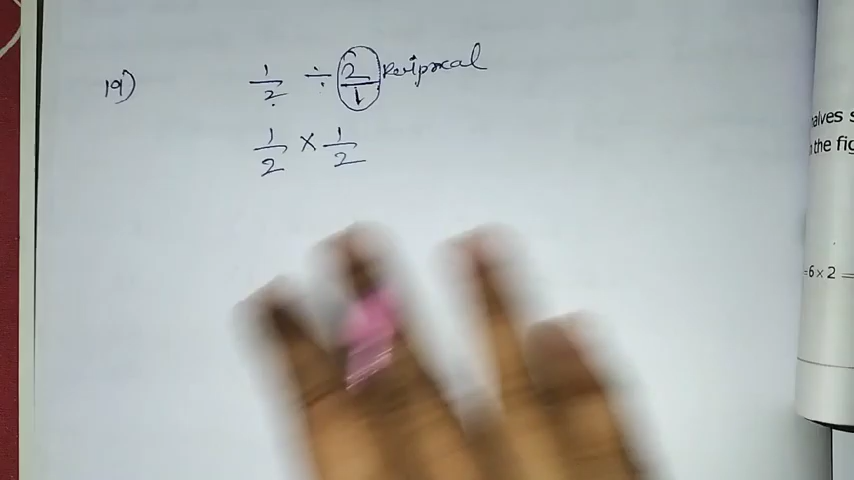 19) 1/2 ÷ 2/1 Reciprocal
1/2 × 1/2
alves s
the fig
=6×2=